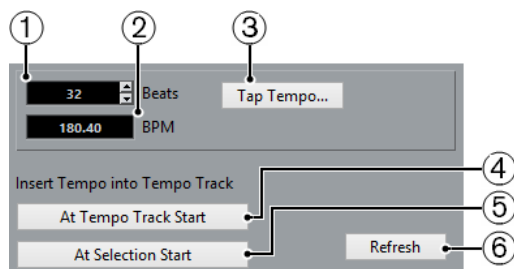 1 2 3
32 Beats Tap Tempo...
180.40 BPM
Insert Tempo into Tempo Track
At Tempo Track Start 4
5
At Selection Start Refresh 6